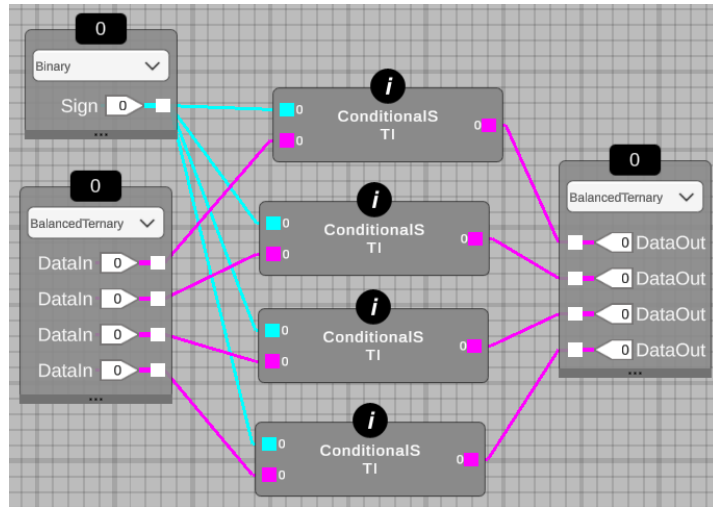 0
Binary
Sign 0
...
0
BalancedTernary
DataIn 0
DataIn 0
DataIn 0
DataIn 0
...
i
0
ConditionalS
TI
0
0
i
0
ConditionalS
TI
0
0
i
0
ConditionalS
TI
0
0
i
0
ConditionalS
TI
0
0
0
BalancedTernary
0 DataOut
0 DataOut
0 DataOut
0 DataOut
...